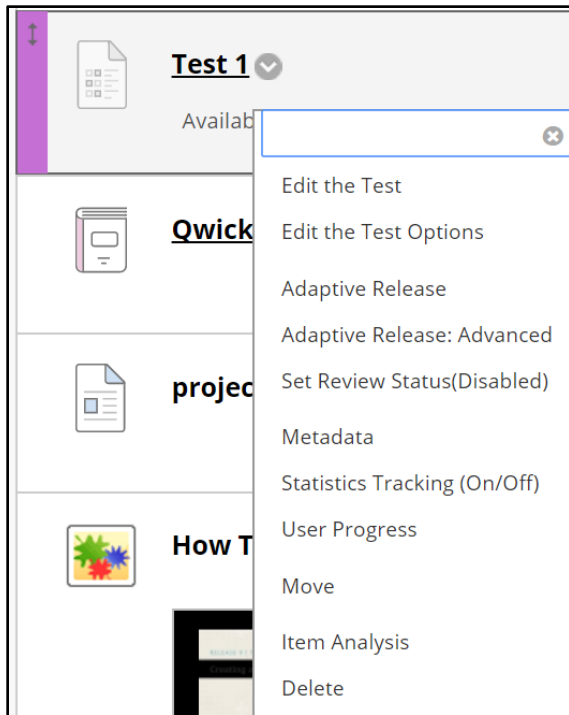 Test 1
Availab
Edit the Test
Edit the Test Options
Adaptive Release
Adaptive Release: Advanced
Set Review Status(Disabled)
Metadata
Statistics Tracking (On/Off)
User Progress
Move
Item Analysis
Delete
Qwick
projec
How T
Creating